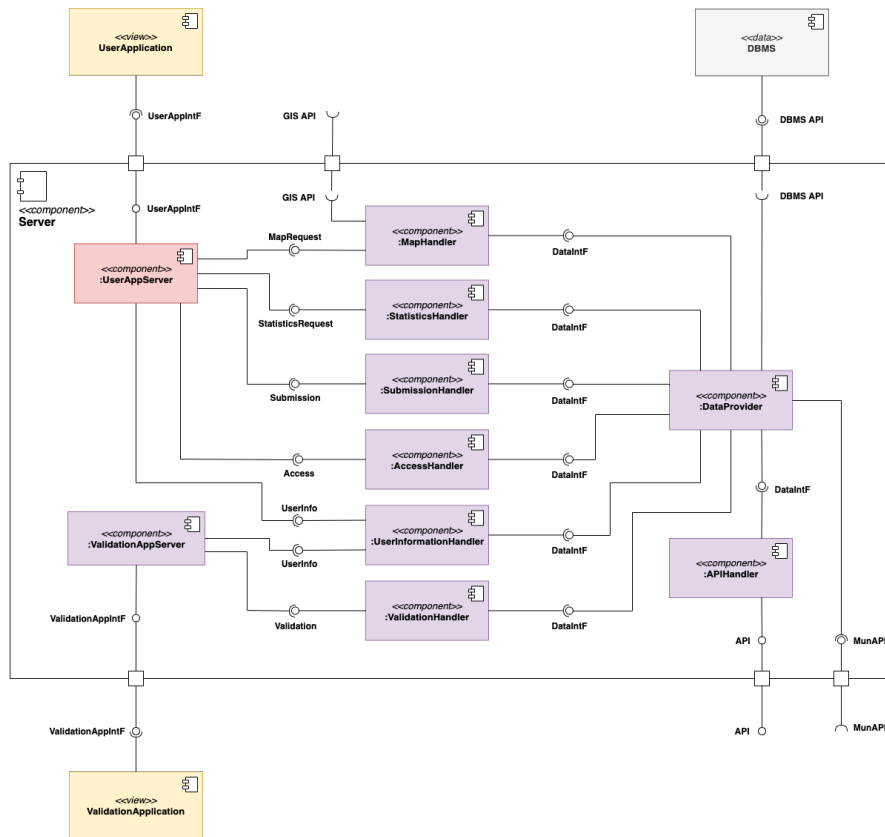 <<view>>
UserApplication
<<data>>
DBMS
UserAppIntF
GIS API
DBMS API
<<component>>
Server
UserAppIntF
GIS API
DBMS API
<<component>>
:MapHandler
MapRequest
DataIntF
<<component>>
:UserAppServer
<<component>>
:StatisticsHandler
StatisticsRequest
DataIntF
<<component>>
:SubmissionHandler
Submission
DataIntF
<<component>>
:DataProvider
<<component>>
:AccessHandler
Access
DataIntF
DataIntF
UserInfo
<<component>>
:ValidationAppServer
<<component>>
:UserInformationHandler
UserInfo
DataIntF
<<component>>
:APIHandler
<<component>>
:ValidationHandler
ValidationAppIntF
Validation
DataIntF
API
MunAPI
ValidationAppIntF
API
MunAPI
<<view>>
ValidationApplication